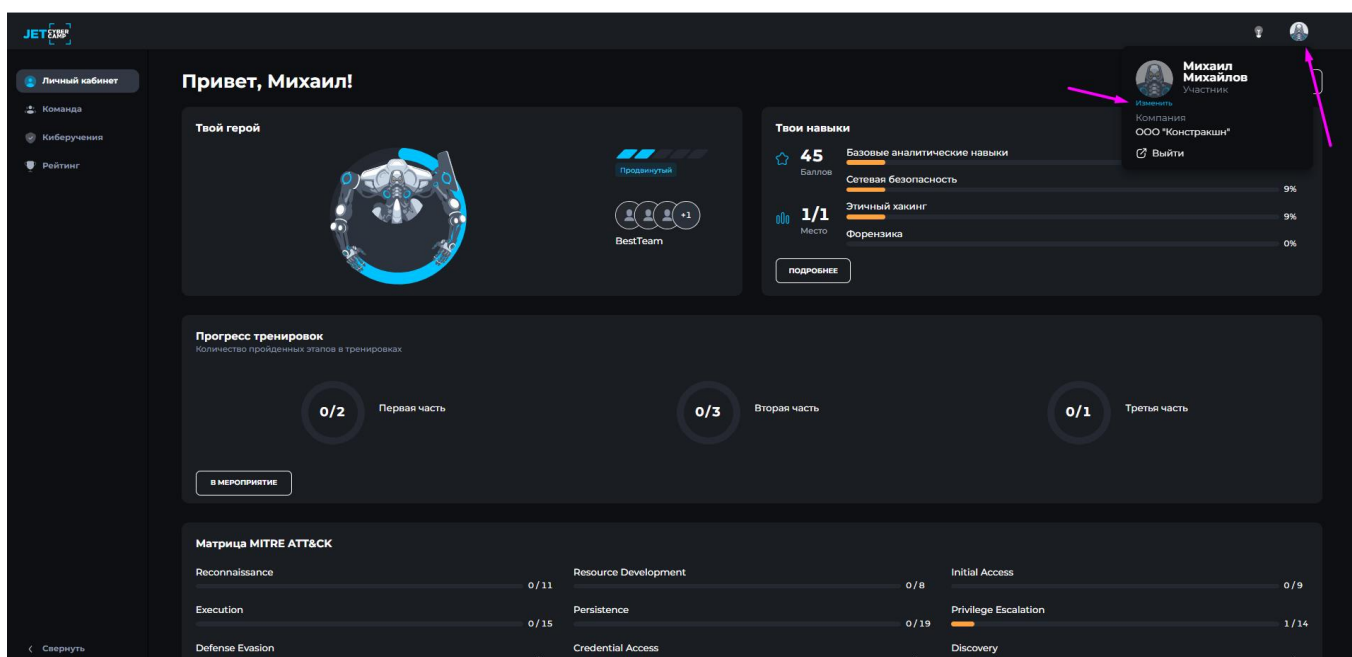 JET CYBER CAMP
Личный кабинет
Команда
Киберучения
Рейтинг
Свернуть
Привет, Михаил!
Михаил Михайлов
Участник
Изменить
Компания
ООО "Констракшн"
Выйти
Твой герой
Продвинутый
+1
BestTeam
Твои навыки
45
Баллов
1/1
Место
Базовые аналитические навыки
Сетевая безопасность
9%
Этичный хакинг
9%
Форензика
0%
ПОДРОБНЕЕ
Прогресс тренировок
Количество пройденных этапов в тренировках
0/2 Первая часть
0/3 Вторая часть
0/1 Третья часть
В МЕРОПРИЯТИЕ
Матрица MITRE ATT&CK
Reconnaissance 0/11
Resource Development 0/8
Initial Access 0/9
Execution 0/15
Persistence 0/19
Privilege Escalation 1/14
Defense Evasion
Credential Access
Discovery